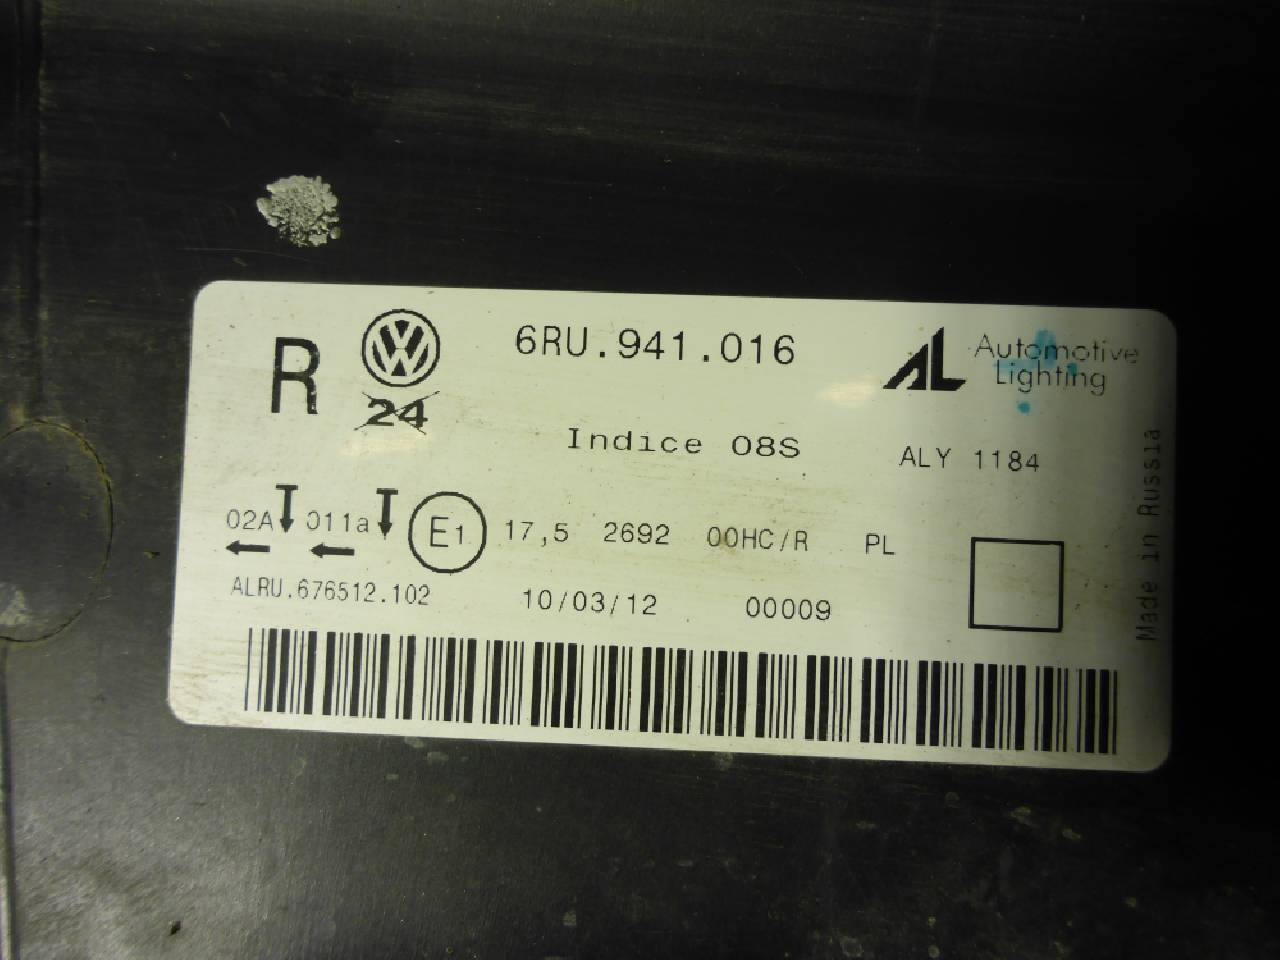 R
6RU.941.016
AL Automotive
Lighting
24
Indice 08S
ALY 1184
02A 011a E1 17,5 2692 00HC/R PL
ALRU.676512.102 10/03/12 00009
Made in Russia